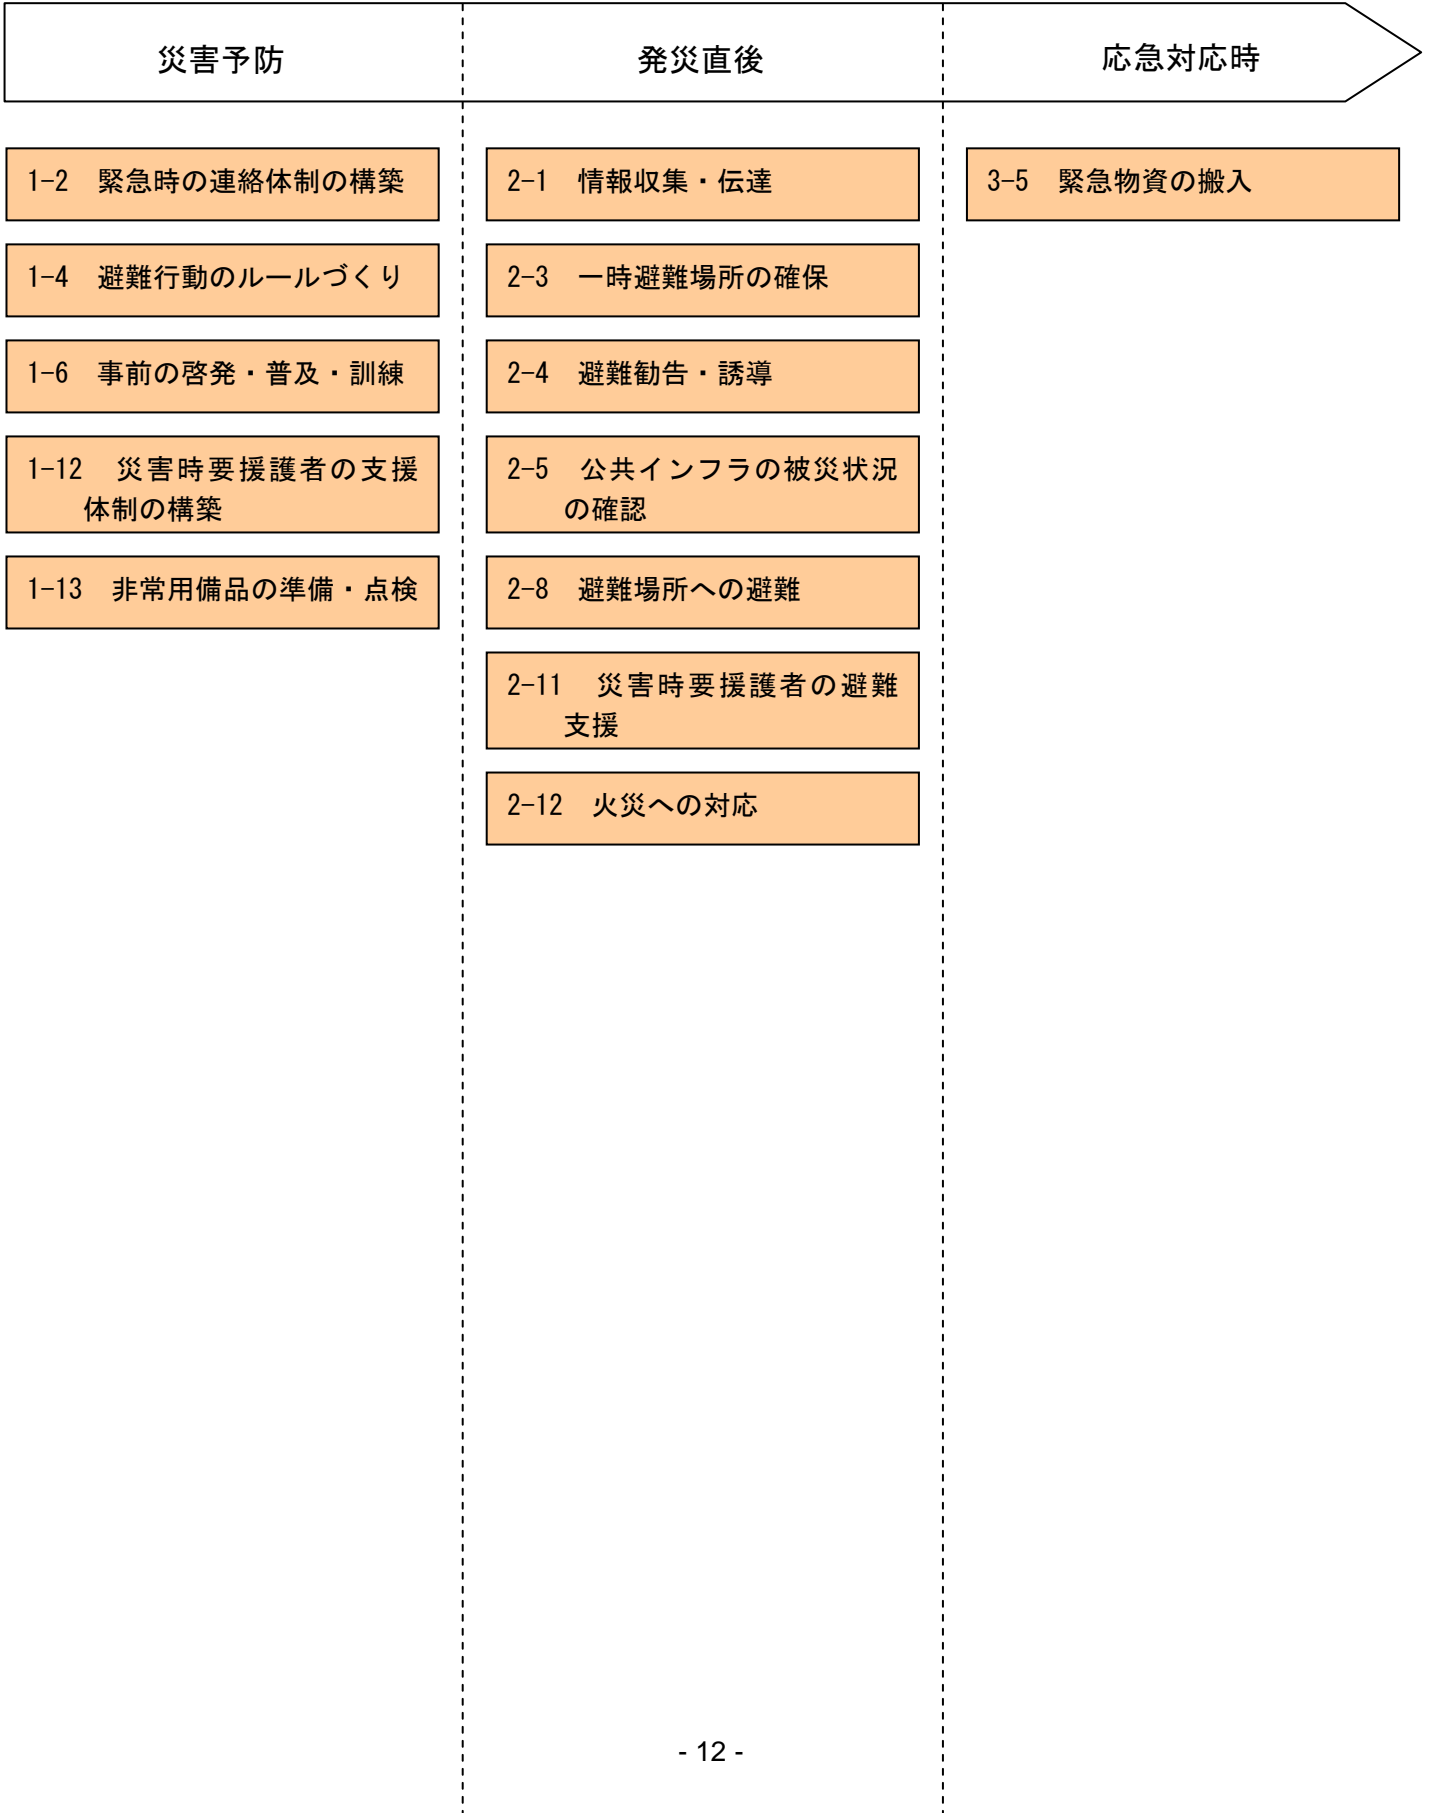 災害予防
発災直後
応急対応時
1-2　緊急時の連絡体制の構築
1-4　避難行動のルールづくり
1-6　事前の啓発・普及・訓練
1-12　災害時要援護者の支援
体制の構築
1-13　非常用備品の準備・点検
2-1　情報収集・伝達
2-3　一時避難場所の確保
2-4　避難勧告・誘導
2-5　公共インフラの被災状況
の確認
2-8　避難場所への避難
2-11　災害時要援護者の避難
支援
2-12　火災への対応
3-5　緊急物資の搬入
- 12 -